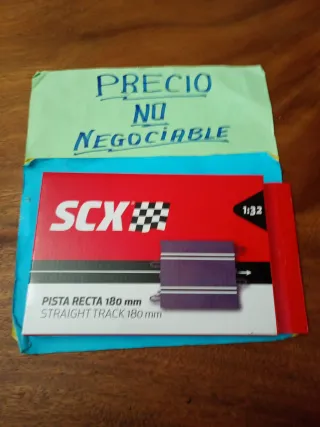 PRECIO
NO
NEGOCIABLE
SCX
1:32
PISTA RECTA 180 mm
STRAIGHT TRACK 180 mm